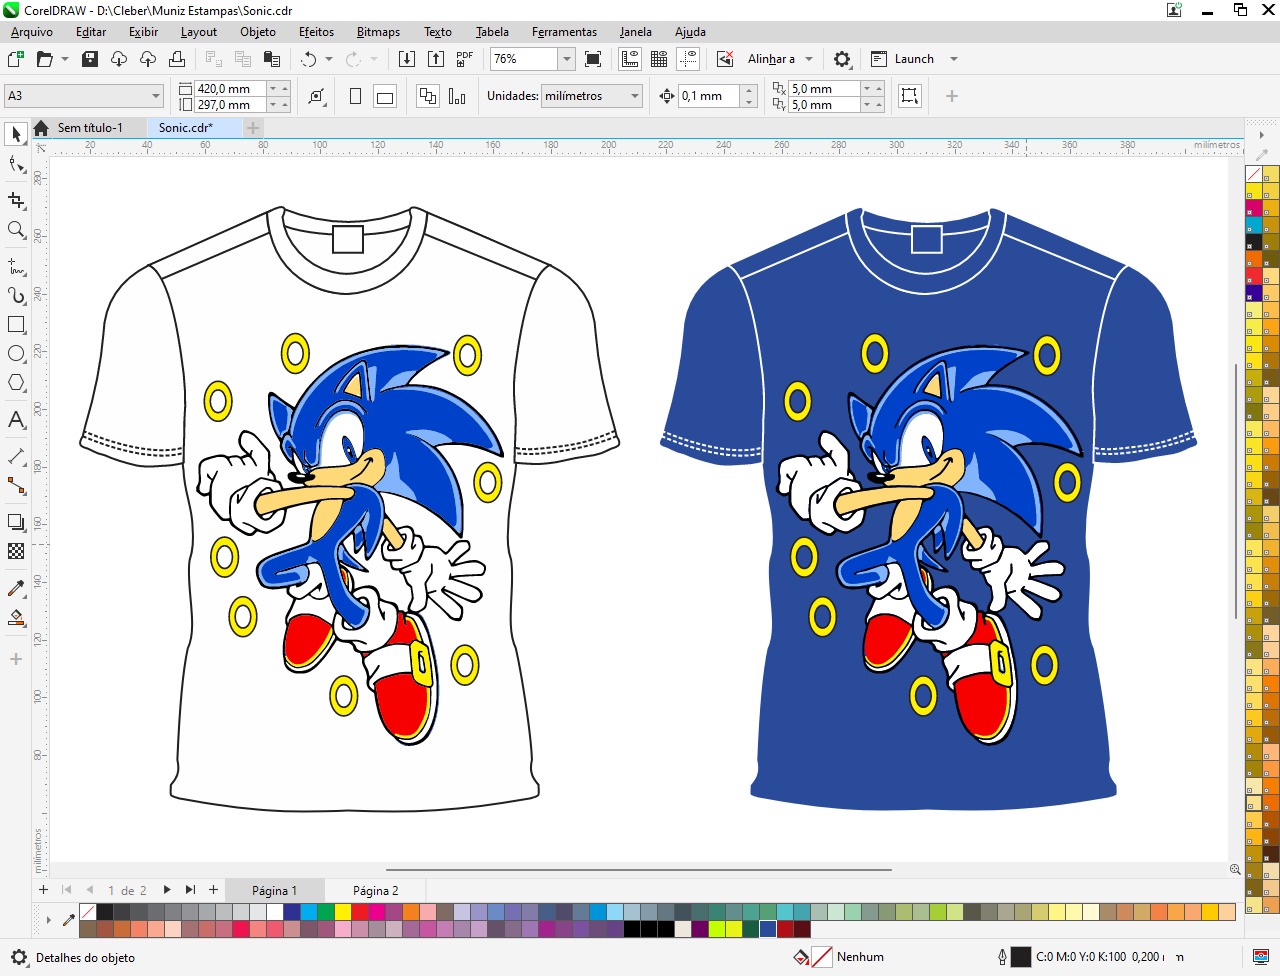 CorelDRAW - D:\Cleber\Muniz Estampas\Sonic.cdr
Arquivo Editar Exibir Layout Objeto Efeitos Bitmaps Texto Tabela Ferramentas Janela Ajuda
PDF 76% Alinhar a Launch
A3 420,0 mm 297,0 mm Unidades: milímetros 0,1 mm 5,0 mm 5,0 mm
Sem título-1 Sonic.cdr*
20 40 60 80 100 120 140 160 180 200 220 240 260 280 300 320 340 360 380 milímetros
280
260
240
220
200
180
160
140
120
100
80
milímetros
1 de 2 Página 1 Página 2
Detalhes do objeto Nenhum C:0 M:0 Y:0 K:100 0,200